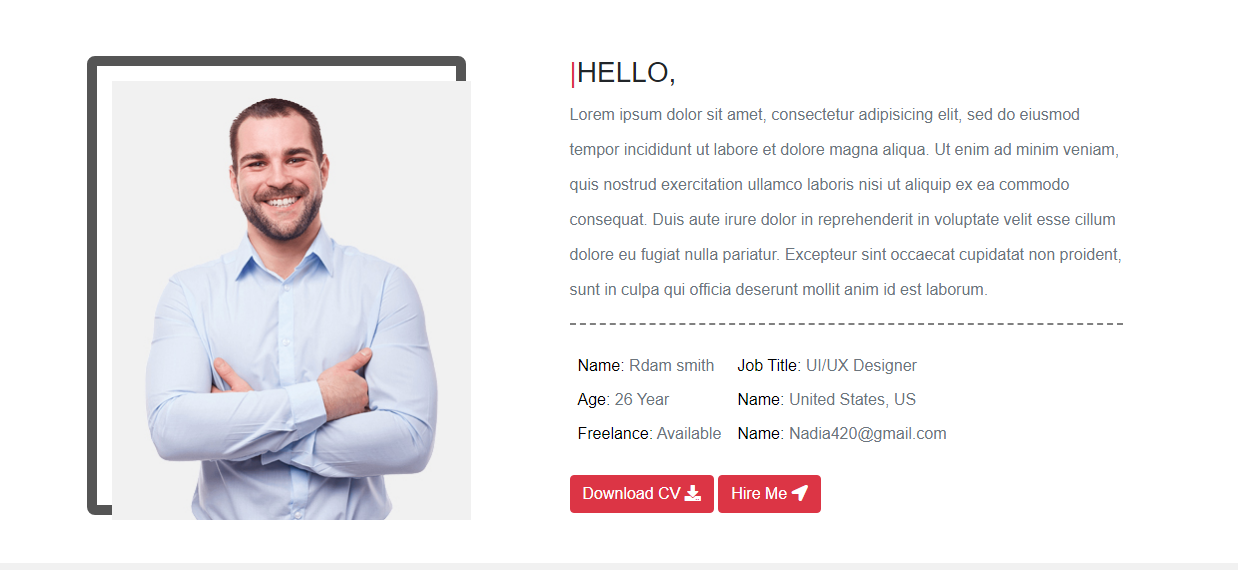 |HELLO,
Lorem ipsum dolor sit amet, consectetur adipisicing elit, sed do eiusmod
tempor incididunt ut labore et dolore magna aliqua. Ut enim ad minim veniam,
quis nostrud exercitation ullamco laboris nisi ut aliquip ex ea commodo
consequat. Duis aute irure dolor in reprehenderit in voluptate velit esse cillum
dolore eu fugiat nulla pariatur. Excepteur sint occaecat cupidatat non proident,
sunt in culpa qui officia deserunt mollit anim id est laborum.
Name: Rdam smith Job Title: UI/UX Designer
Age: 26 Year Name: United States, US
Freelance: Available Name: Nadia420@gmail.com
Download CV Hire Me